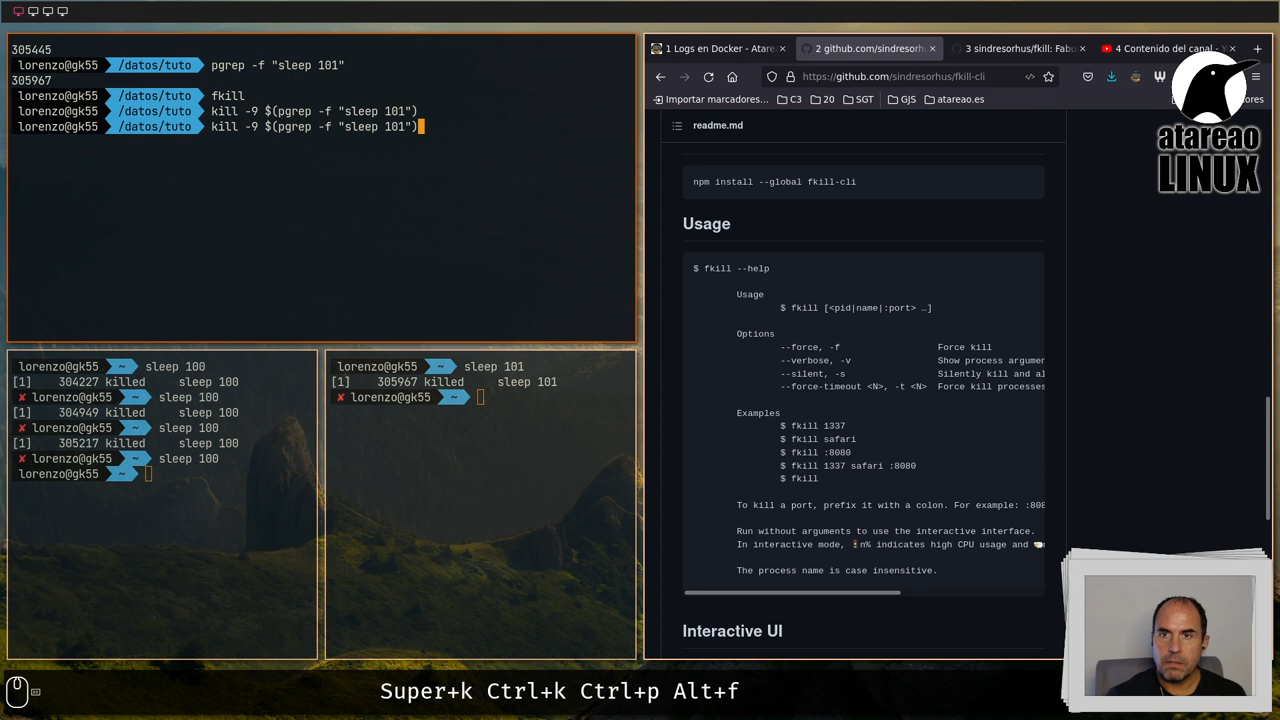 305445
lorenzo@gk55 /datos/tuto pgrep -f "sleep 101"
305967
lorenzo@gk55 /datos/tuto fkill
lorenzo@gk55 /datos/tuto kill -9 $(pgrep -f "sleep 101")
lorenzo@gk55 /datos/tuto kill -9 $(pgrep -f "sleep 101")
lorenzo@gk55 ~ sleep 100
[1] 304227 killed sleep 100
✘ lorenzo@gk55 ~ sleep 100
[1] 304949 killed sleep 100
✘ lorenzo@gk55 ~ sleep 100
[1] 305217 killed sleep 100
✘ lorenzo@gk55 ~ sleep 100
lorenzo@gk55 ~
lorenzo@gk55 ~ sleep 101
[1] 305967 killed sleep 101
✘ lorenzo@gk55 ~
1 Logs en Docker - Atare
2 github.com/sindresorh
3 sindresorhus/fkill: Fabu
4 Contenido del canal -
https://github.com/sindresorhus/fkill-cli
Importar marcadores... C3 20 SGT GJS atareao.es
atareao
LINUX
readme.md
npm install --global fkill-cli
Usage
$ fkill --help
Usage
$ fkill [<pid|name|:port> …]
Options
--force, -f Force kill
--verbose, -v Show process argumen
--silent, -s Silently kill and al
--force-timeout <N>, -t <N> Force kill processes
Examples
$ fkill 1337
$ fkill safari
$ fkill :8080
$ fkill 1337 safari :8080
$ fkill
To kill a port, prefix it with a colon. For example: :808
Run without arguments to use the interactive interface.
In interactive mode, 🚦n% indicates high CPU usage and
The process name is case insensitive.
Interactive UI
Super+k Ctrl+k Ctrl+p Alt+f